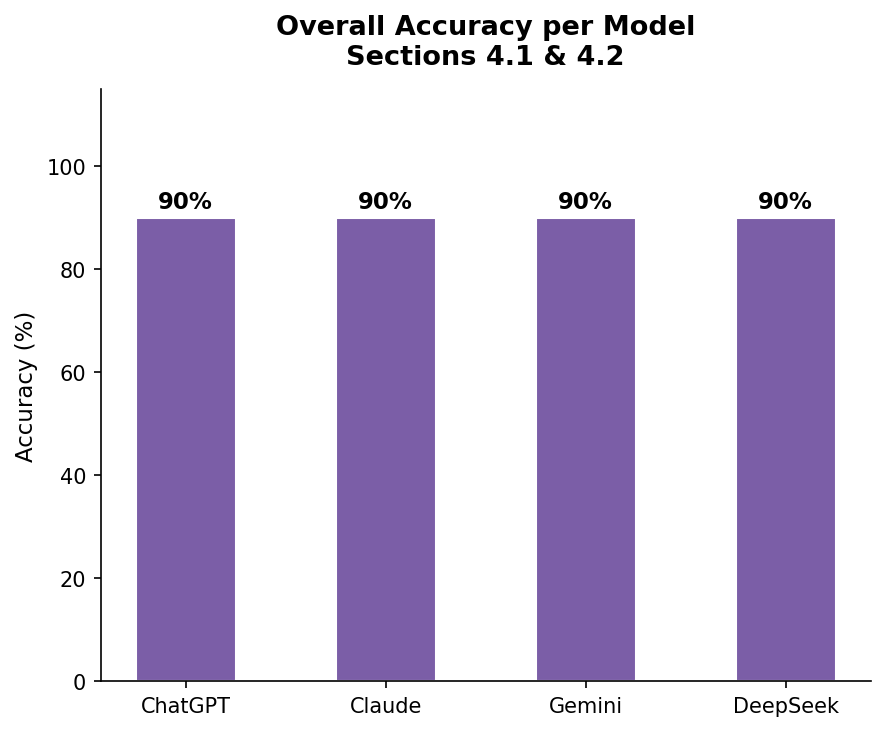 Overall Accuracy per Model
Sections 4.1 & 4.2
Accuracy (%)
100
80
60
40
20
0
90%
90%
90%
90%
ChatGPT
Claude
Gemini
DeepSeek